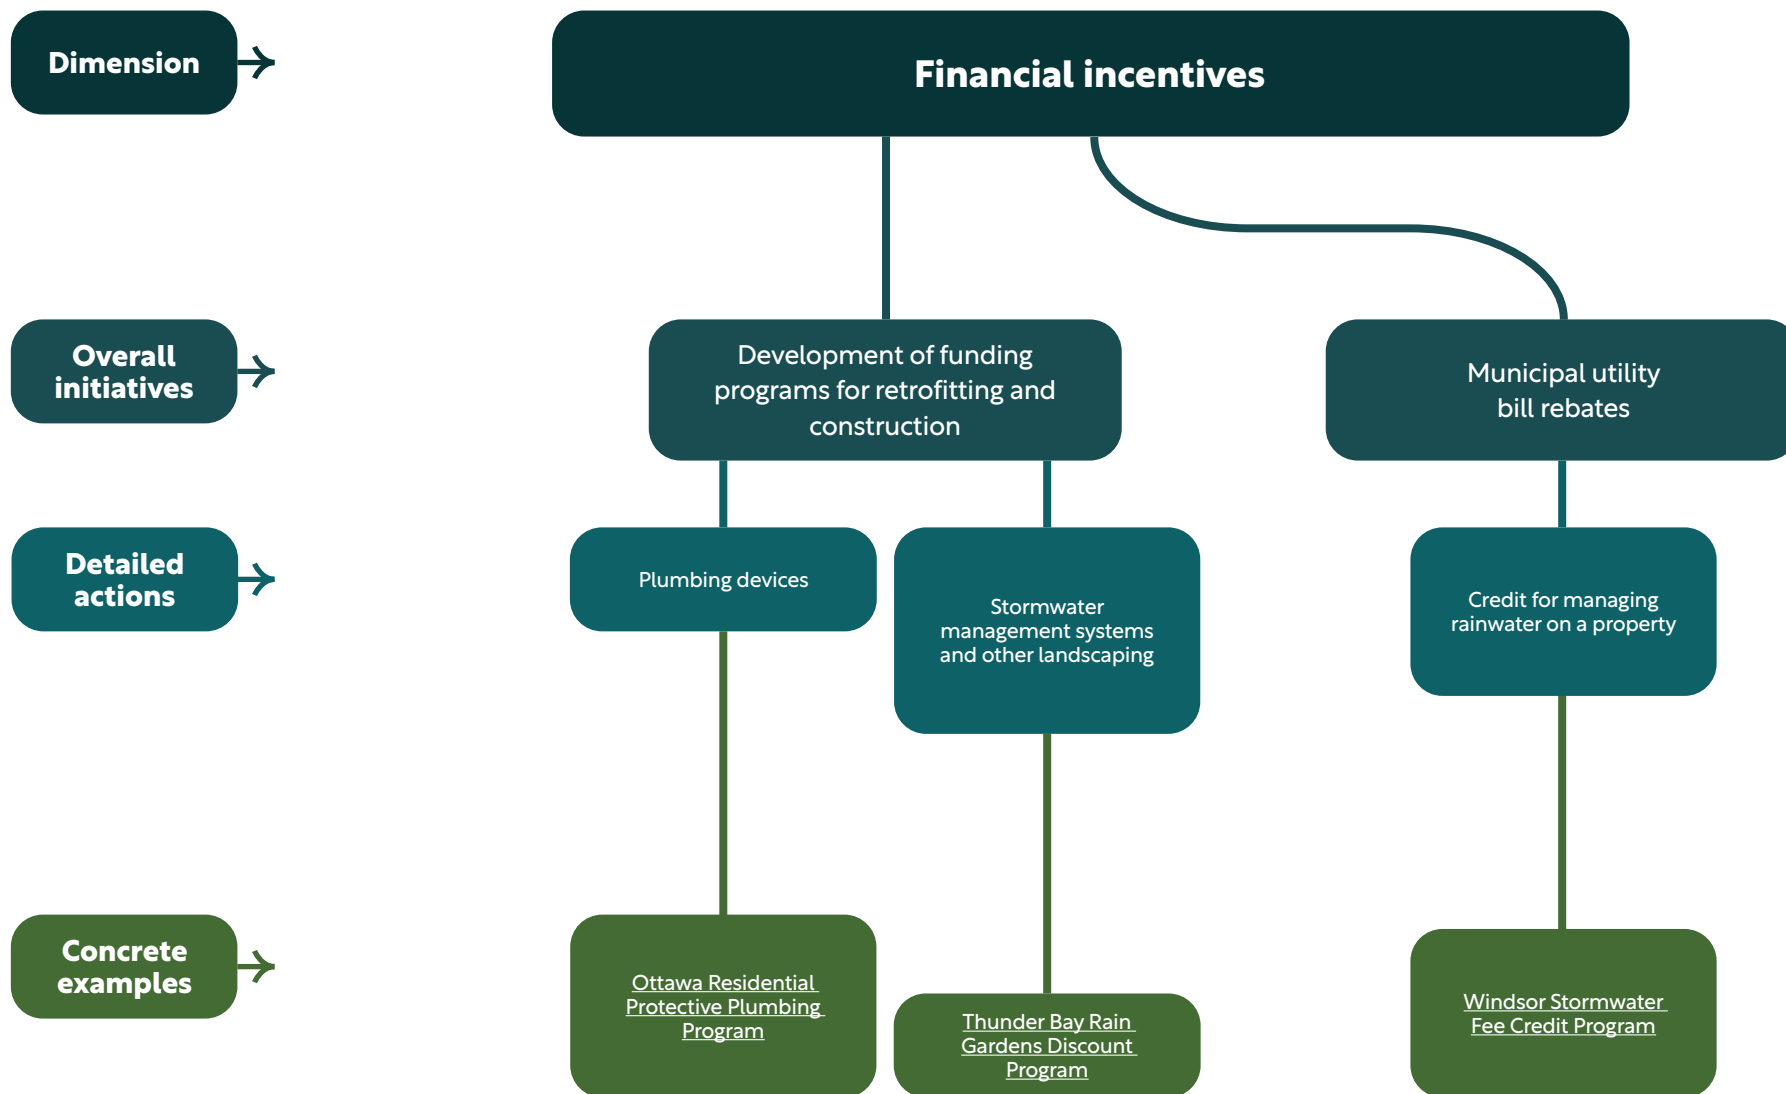 Dimension
Financial incentives
Overall
initiatives
Development of funding
programs for retrofitting and
construction
Municipal utility
bill rebates
Detailed
actions
Plumbing devices
Stormwater
management systems
and other landscaping
Credit for managing
rainwater on a property
Concrete
examples
Ottawa Residential
Protective Plumbing
Program
Thunder Bay Rain
Gardens Discount
Program
Windsor Stormwater
Fee Credit Program